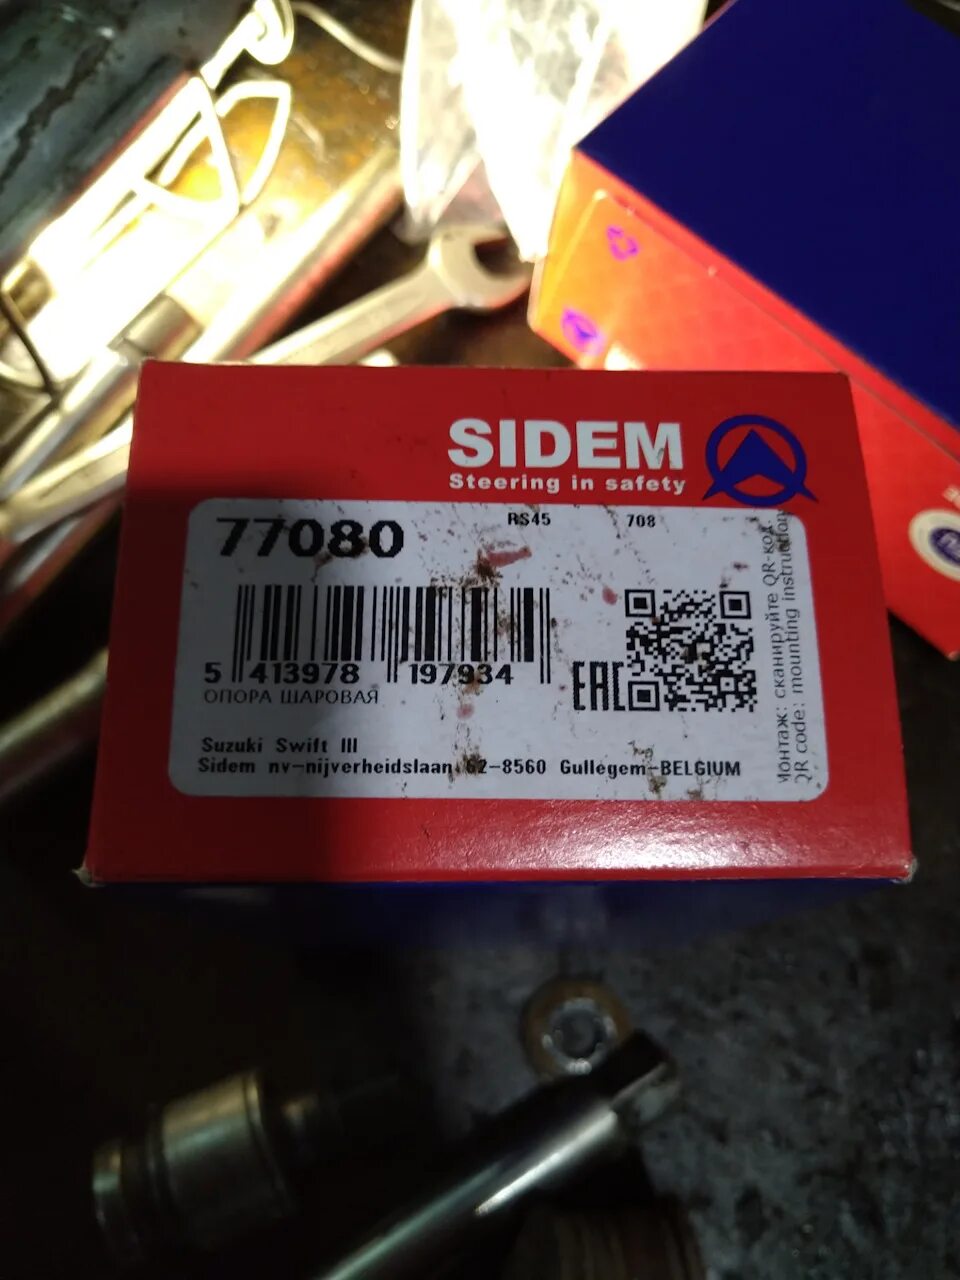 SIDEM
Steering in safety
77080
RS45
708
5 413978 197934
EAC
ОПОРА ШАРОВАЯ
Suzuki Swift III
Sidem nv-nijverheidslaan 62-8560 Gullegem-BELGIUM
монтаж: сканируйте QR-код
QR code: mounting instruction